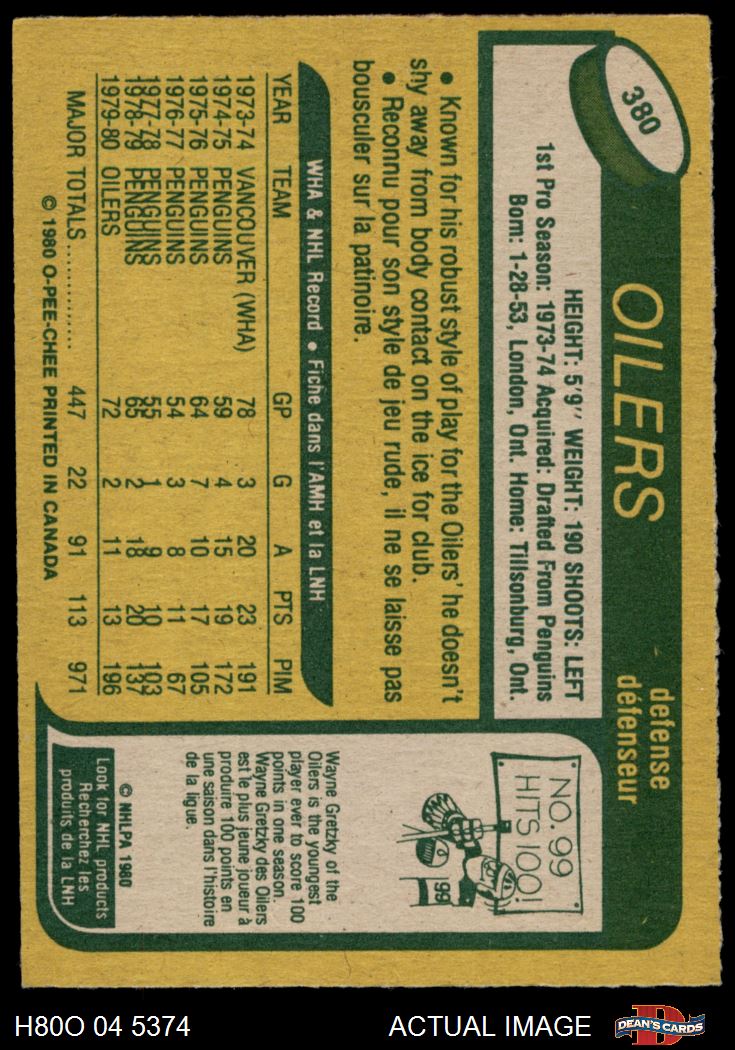 380
OILERS
defense
défenseur
HEIGHT: 5'9" WEIGHT: 190 SHOOTS: LEFT
1st Pro Season: 1973-74 Acquired: Drafted From Penguins
Born: 1-28-53, London, Ont. Home: Tillsonburg, Ont.
• Known for his robust style of play for the Oilers' he doesn't
shy away from body contact on the ice for club.
• Reconnu pour son style de jeu rude, il ne se laisse pas
bousculer sur la patinoire.
WHA & NHL Record • Fiche dans l'AMH et la LNH
YEAR TEAM GP G A PTS PIM
1973-74 VANCOUVER (WHA) 78 3 20 23 191
1974-75 PENGUINS 59 4 15 19 172
1975-76 PENGUINS 64 7 10 17 105
1976-77 PENGUINS 54 3 8 11 67
1977-78 PENGUINS 55 1 9 10 103
1978-79 PENGUINS 65 2 18 20 137
1979-80 OILERS 72 2 11 13 196
MAJOR TOTALS .............. 447 22 91 113 971
© 1980 O-PEE-CHEE PRINTED IN CANADA
NO. 99
HITS 100!
99
Wayne Gretzky of the
Oilers is the youngest
player ever to score 100
points in one season.
Wayne Gretzky des Oilers
est le plus jeune joueur à
produire 100 points en
une saison dans l'histoire
de la ligue.
© NHLPA 1980
Look for NHL products
Recherchez les
produits de la LNH
H80O 04 5374
ACTUAL IMAGE
D
DEAN'S CARDS